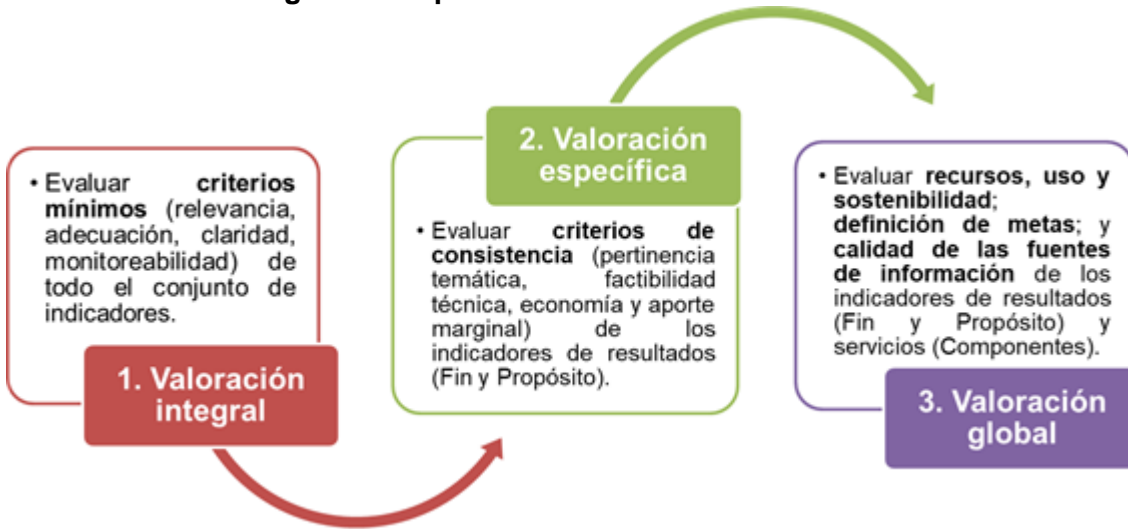 • Evaluar criterios
mínimos (relevancia,
adecuación, claridad,
monitoreabilidad) de
todo el conjunto de
indicadores.
1. Valoración
integral
2. Valoración
específica
• Evaluar criterios de
consistencia (pertinencia
temática, factibilidad
técnica, economía y aporte
marginal) de los
indicadores de resultados
(Fin y Propósito).
• Evaluar recursos, uso y
sostenibilidad;
definición de metas; y
calidad de las fuentes
de información de los
indicadores de resultados
(Fin y Propósito) y
servicios (Componentes).
3. Valoración
global